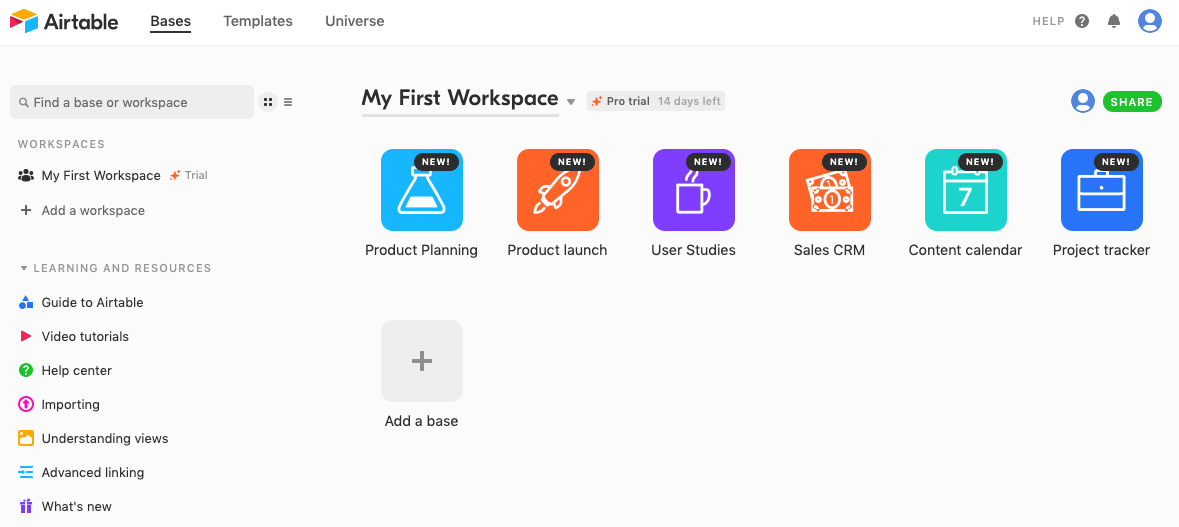 Airtable
Bases
Templates
Universe
HELP ?
Find a base or workspace
WORKSPACES
My First Workspace
Trial
Add a workspace
LEARNING AND RESOURCES
Guide to Airtable
Video tutorials
? Help center
Importing
Understanding views
Advanced linking
What's new
My First Workspace
Pro trial 14 days left
SHARE
NEW!
Product Planning
NEW!
Product launch
NEW!
User Studies
NEW!
1
Sales CRM
NEW!
7
Content calendar
NEW!
Project tracker
+
Add a base